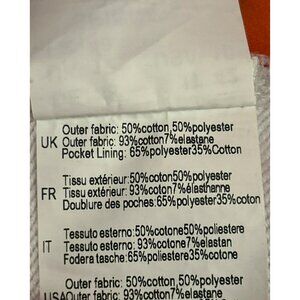 Outer fabric: 50%cotton,50%polyester
UK Outer fabric: 93%cotton7%elastane
Pocket Lining: 65%polyester35%Cotton
Tissu extérieur:50%coton50%polyester
FR Tissu extérieur: 93%coton7%élasthanne
Doublure des poches:65%polyester35%coton
Tessuto esterno:50%cotone50%poliestere
IT Tessuto esterno: 93%cotone7%elastan
Fodera tasche:65%poliestere35%cotone
Outer fabric: 50%cotton,50%polyester
USA Outer fabric: 93%cotton7%elastane